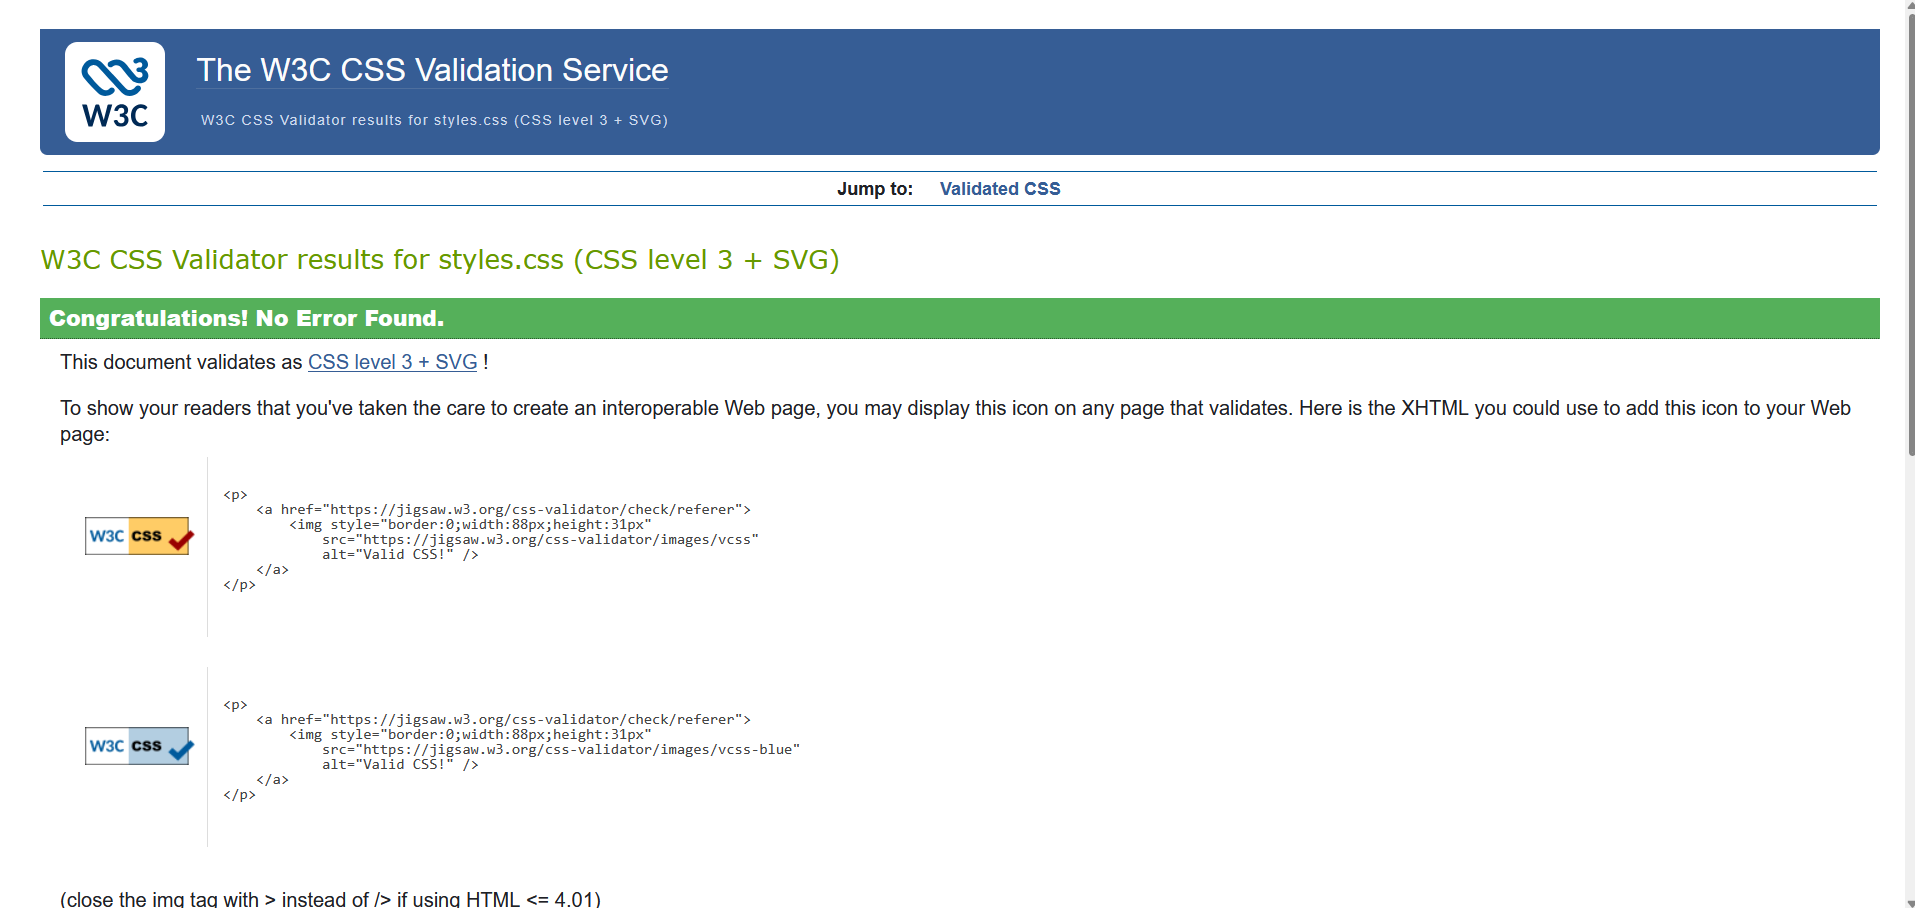 W3C
The W3C CSS Validation Service
W3C CSS Validator results for styles.css (CSS level 3 + SVG)
Jump to: Validated CSS
W3C CSS Validator results for styles.css (CSS level 3 + SVG)
Congratulations! No Error Found.
This document validates as CSS level 3 + SVG !
To show your readers that you've taken the care to create an interoperable Web page, you may display this icon on any page that validates. Here is the XHTML you could use to add this icon to your Web
page:
W3C CSS
<p>
    <a href="https://jigsaw.w3.org/css-validator/check/referer">
        <img style="border:0;width:88px;height:31px"
            src="https://jigsaw.w3.org/css-validator/images/vcss"
            alt="Valid CSS!" />
    </a>
</p>
W3C CSS
<p>
    <a href="https://jigsaw.w3.org/css-validator/check/referer">
        <img style="border:0;width:88px;height:31px"
            src="https://jigsaw.w3.org/css-validator/images/vcss-blue"
            alt="Valid CSS!" />
    </a>
</p>
(close the img tag with > instead of /> if using HTML <= 4.01)